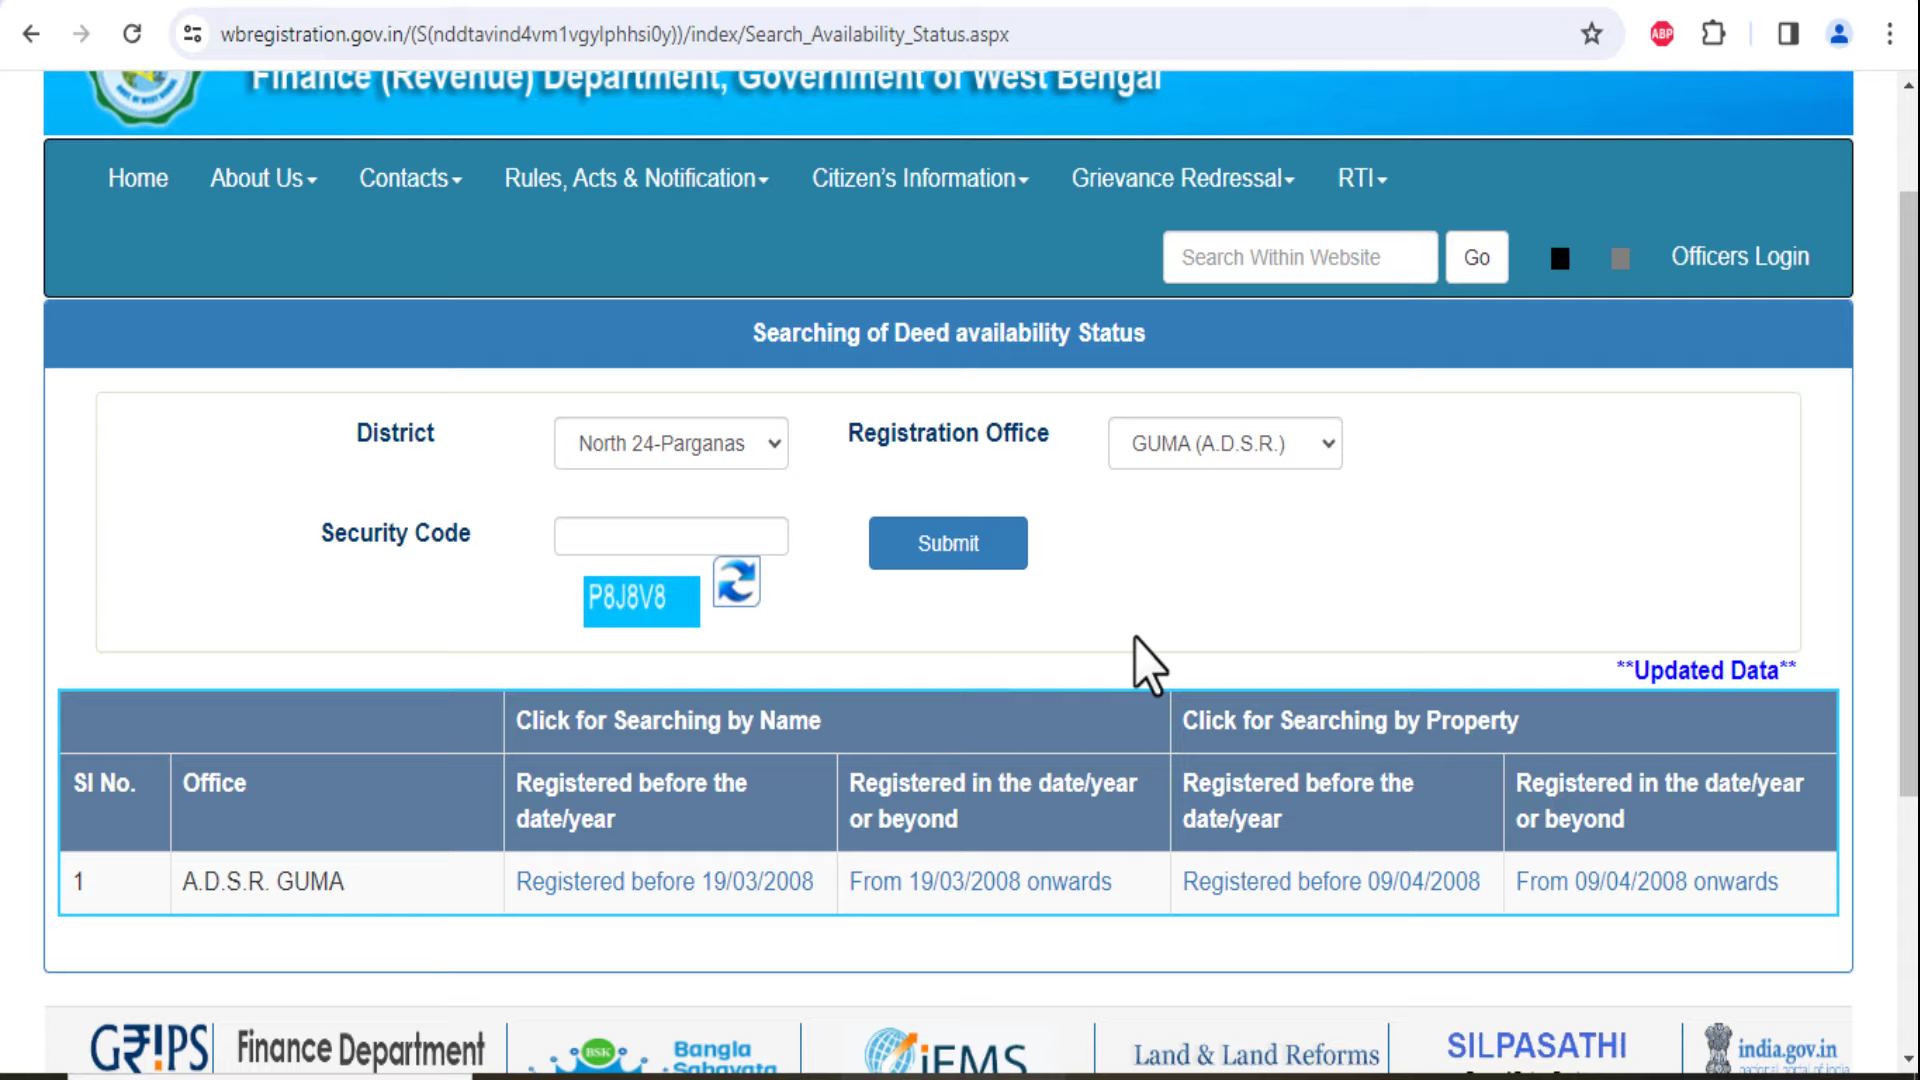 wbregistration.gov.in/(S(nddtavind4vm1vgylphhsi0y))/index/Search_Availability_Status.aspx
ABP
Finance (Revenue) Department, Government of West Bengal
Home About Us Contacts Rules, Acts & Notification Citizen's Information Grievance Redressal RTI
Search Within Website Go Officers Login
Searching of Deed availability Status
District North 24-Parganas Registration Office GUMA (A.D.S.R.)
Security Code Submit
P8J8V8
**Updated Data**
Click for Searching by Name Click for Searching by Property
Sl No. Office Registered before the date/year Registered in the date/year or beyond Registered before the date/year Registered in the date/year or beyond
1 A.D.S.R. GUMA Registered before 19/03/2008 From 19/03/2008 onwards Registered before 09/04/2008 From 09/04/2008 onwards
GRIPS Finance Department BSK Bangla Sahayata iFMS Land & Land Reforms SILPASATHI india.gov.in